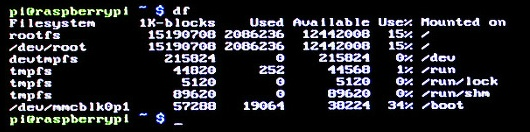 pi@raspberrypi ~ $ df
Filesystem 1K-blocks Used Available Use% Mounted on
rootfs 15190708 2086236 12442008 15% /
/dev/root 15190708 2086236 12442008 15% /
devtmpfs 215824 0 215824 0% /dev
tmpfs 44820 252 44568 1% /run
tmpfs 5120 0 5120 0% /run/lock
tmpfs 89620 0 89620 0% /run/shm
/dev/mmcblk0p1 57288 19064 38224 34% /boot
pi@raspberrypi ~ $ _